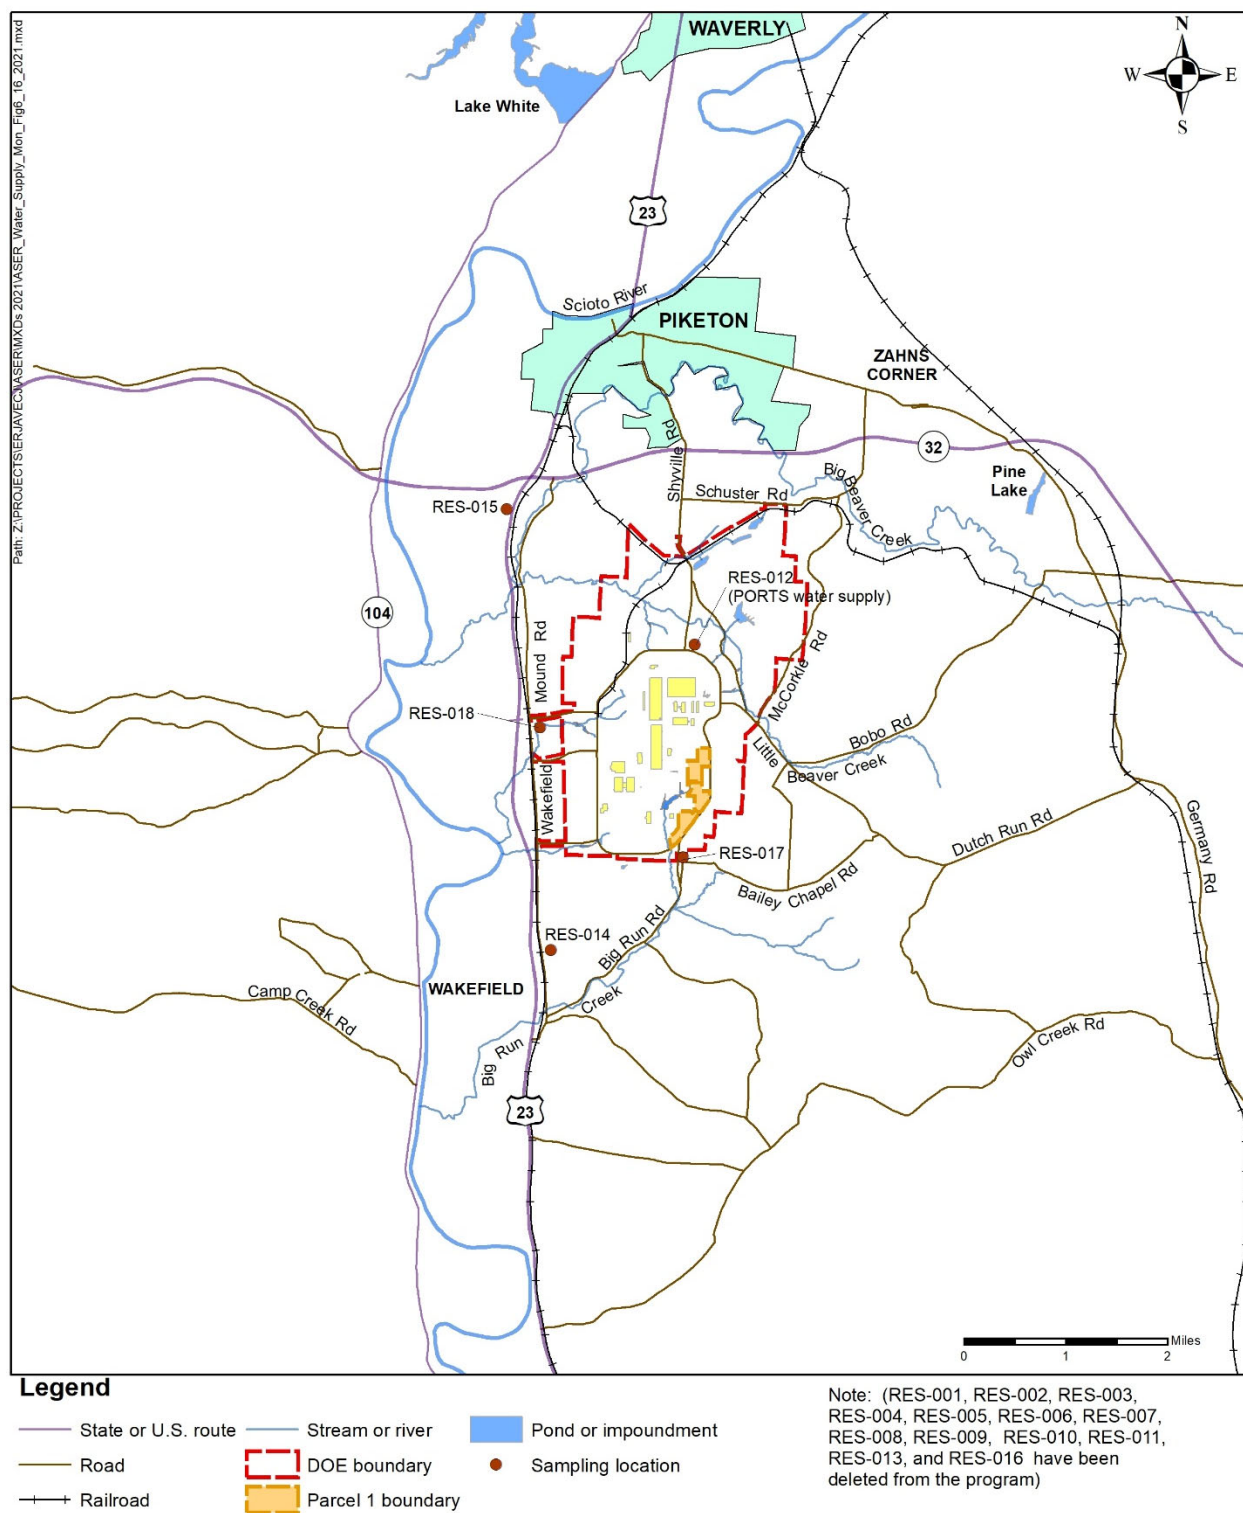 Path: Z:\PROJECTS\ERJAVECJ\ASER\MXDs 2021\ASER_Water_Supply_Mon_Fig6_16_2021.mxd
WAVERLY
N
W
E
S
Lake White
23
Scioto River
PIKETON
ZAHNS
CORNER
32
Shyville Rd
Pine
Lake
Big Beaver Creek
Schuster Rd
RES-015
RES-012
(PORTS water supply)
104
Mound Rd
McCorkle Rd
RES-018
Bobo Rd
Little
Beaver Creek
Wakefield
Germany Rd
Dutch Run Rd
RES-017
Bailey Chapel Rd
RES-014
Big Run Rd
WAKEFIELD
Camp Creek Rd
Creek
Big Run
Owl Creek Rd
23
Miles
0
1
2
Legend
State or U.S. route
Stream or river
Pond or impoundment
Road
DOE boundary
Sampling location
Railroad
Parcel 1 boundary
Note: (RES-001, RES-002, RES-003,
RES-004, RES-005, RES-006, RES-007,
RES-008, RES-009, RES-010, RES-011,
RES-013, and RES-016 have been
deleted from the program)